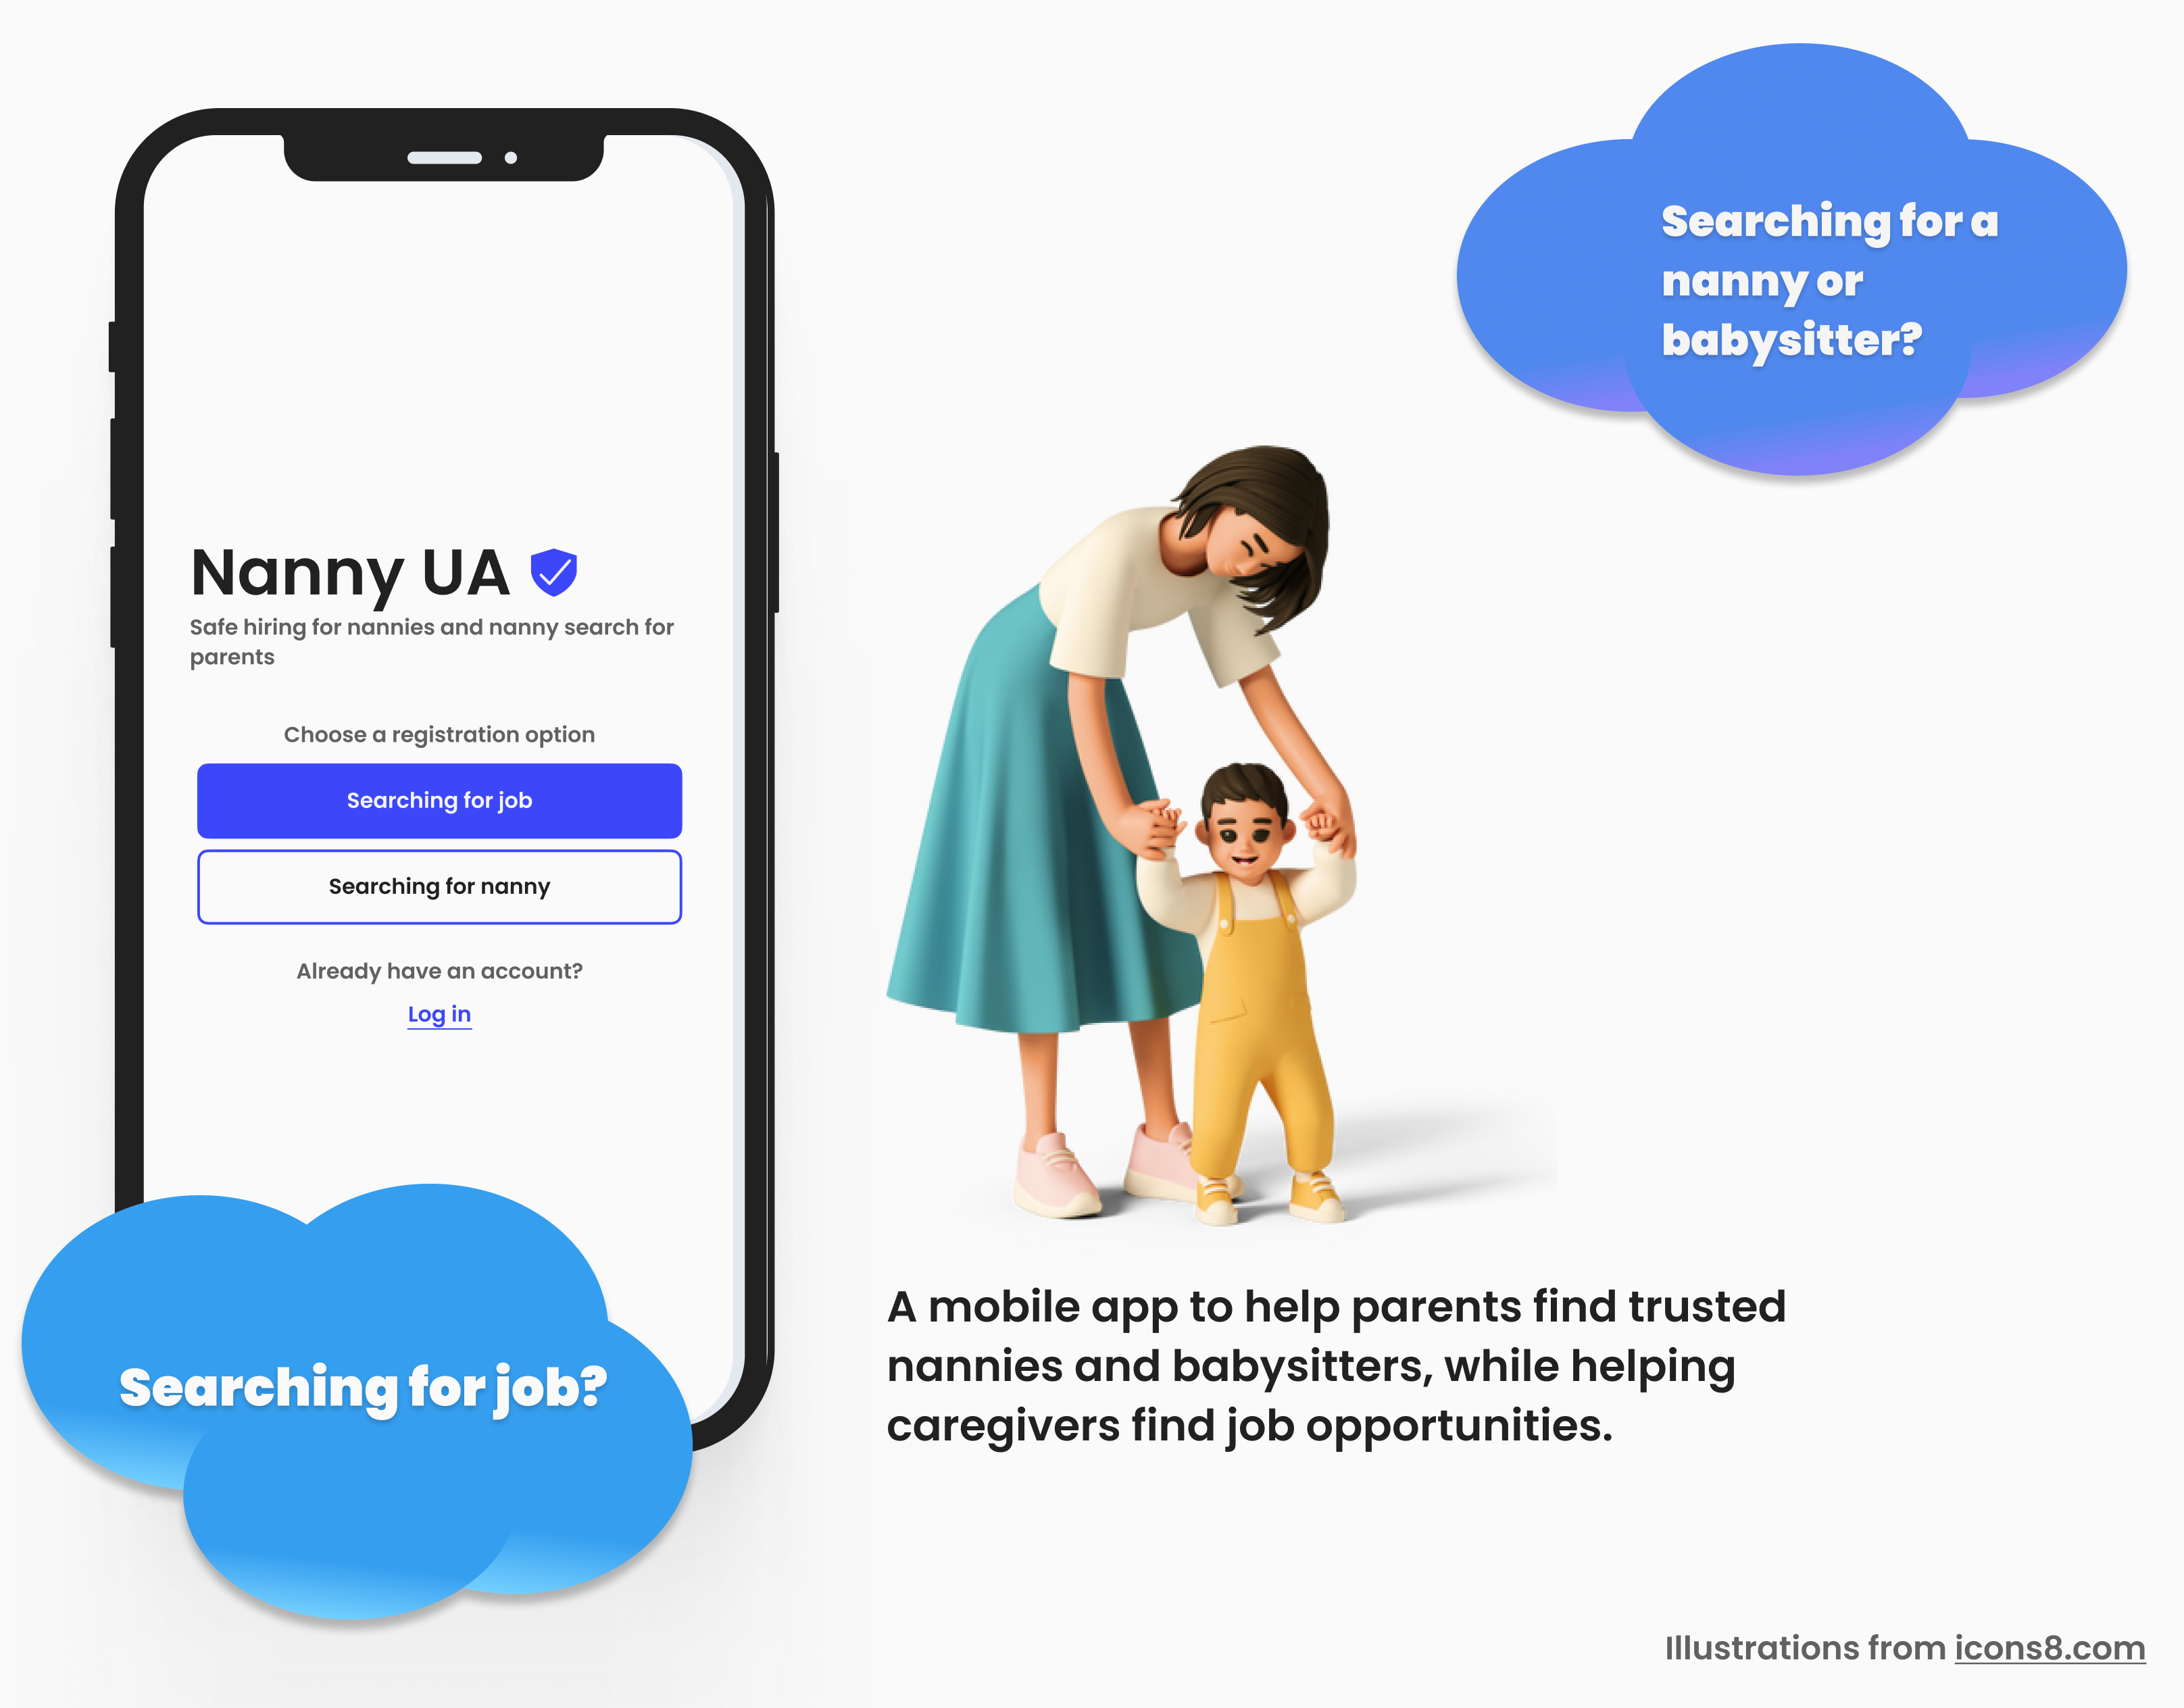 Searching for a
nanny or
babysitter?
Nanny UA
Safe hiring for nannies and nanny search for
parents
Choose a registration option
Searching for job
Searching for nanny
Already have an account?
Log in
Searching for job?
A mobile app to help parents find trusted
nannies and babysitters, while helping
caregivers find job opportunities.
Illustrations from icons8.com